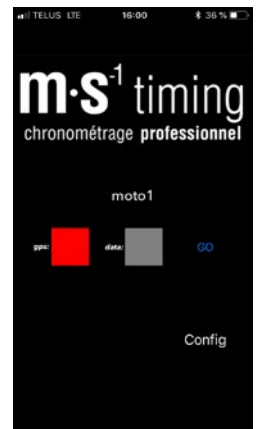 TELUS LTE 16:00 36 %
m·s-1 timing
chronométrage professionnel
moto1
gps: data: GO
Config